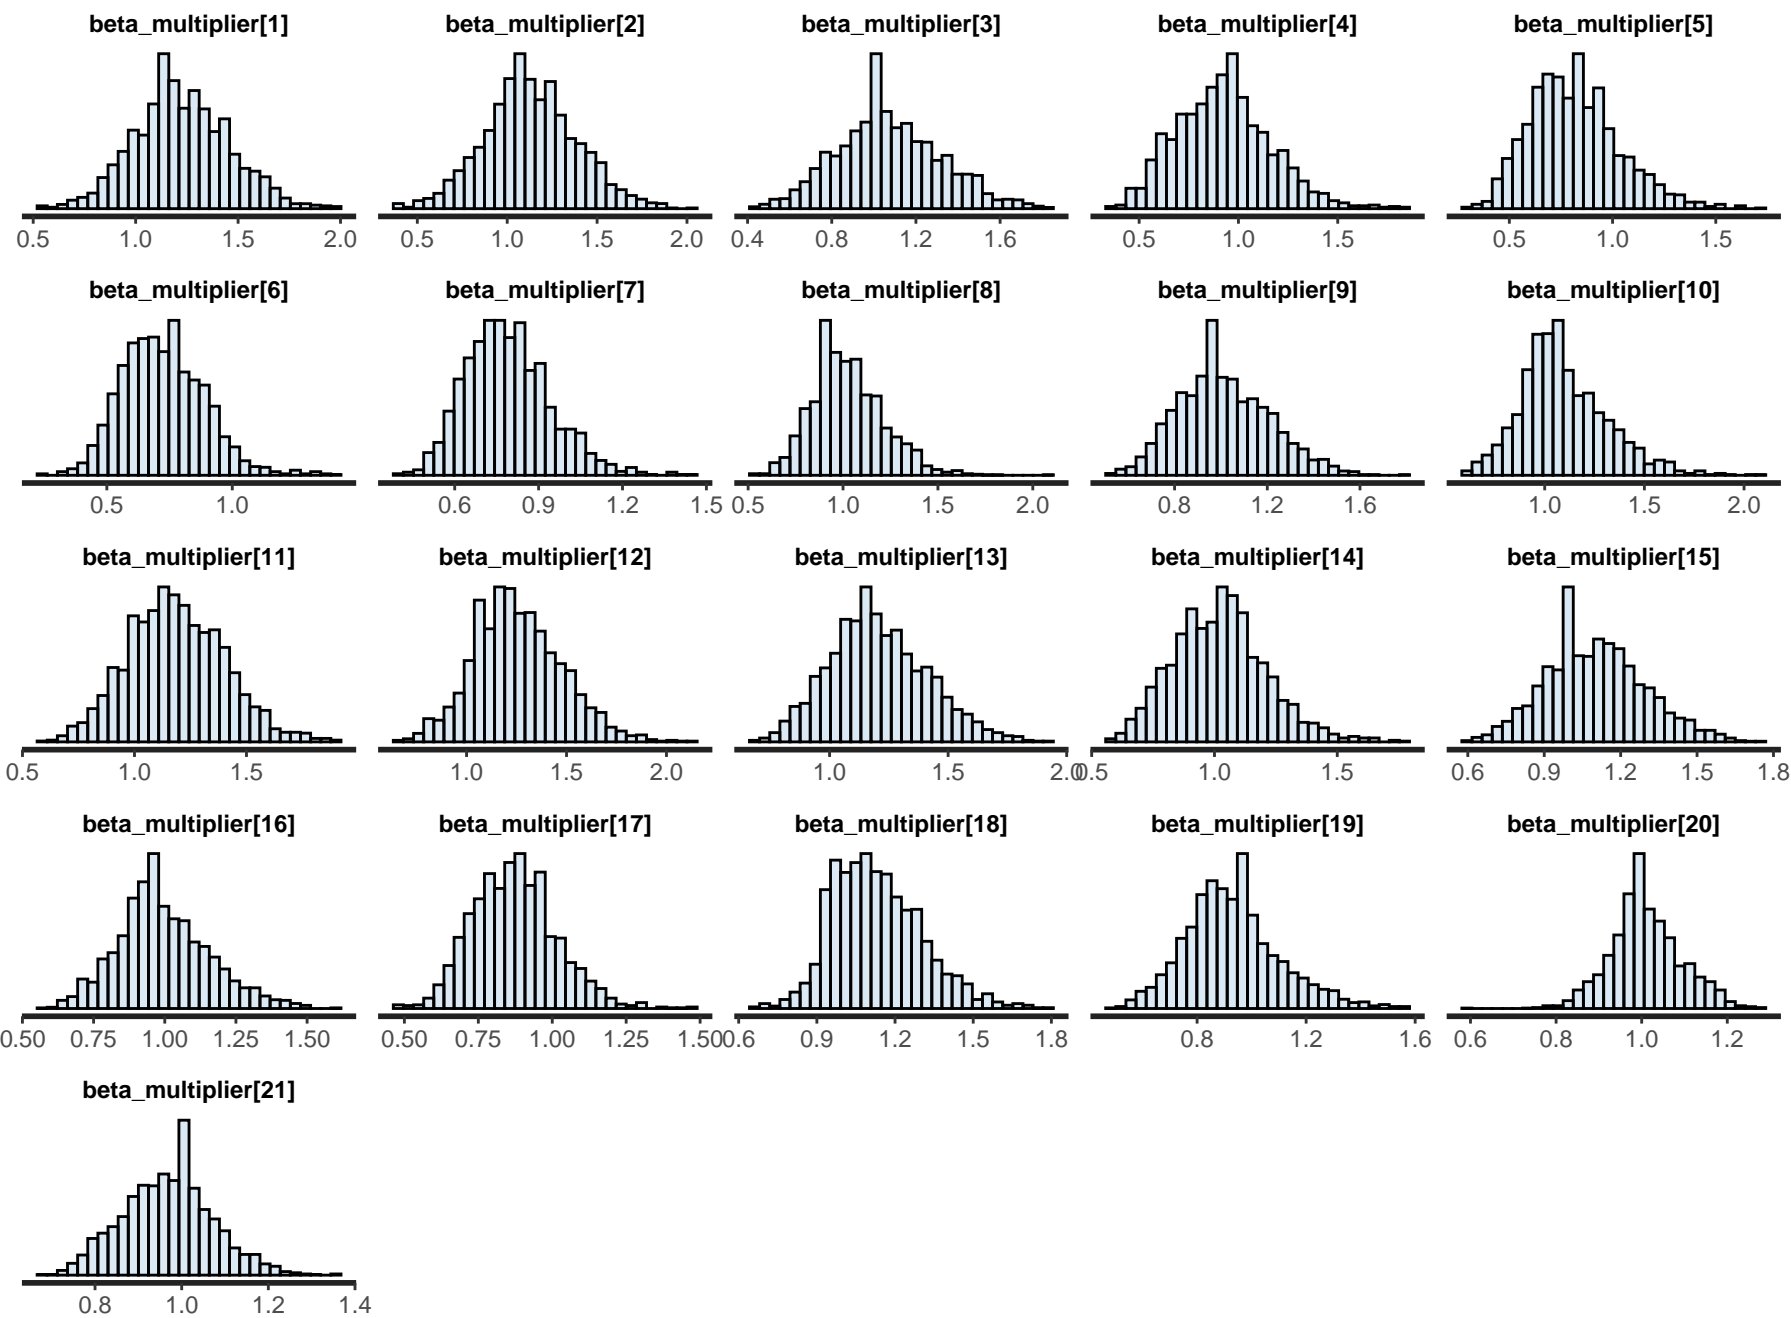 beta_multiplier[1] beta_multiplier[2] beta_multiplier[3] beta_multiplier[4] beta_multiplier[5]
0.5 1.0 1.5 2.0 0.5 1.0 1.5 2.0 0.4 0.8 1.2 1.6 0.5 1.0 1.5 0.5 1.0 1.5
beta_multiplier[6] beta_multiplier[7] beta_multiplier[8] beta_multiplier[9] beta_multiplier[10]
0.5 1.0 0.6 0.9 1.2 1.5 0.5 1.0 1.5 2.0 0.8 1.2 1.6 1.0 1.5 2.0
beta_multiplier[11] beta_multiplier[12] beta_multiplier[13] beta_multiplier[14] beta_multiplier[15]
0.5 1.0 1.5 1.0 1.5 2.0 1.0 1.5 2.0 0.5 1.0 1.5 0.6 0.9 1.2 1.5 1.8
beta_multiplier[16] beta_multiplier[17] beta_multiplier[18] beta_multiplier[19] beta_multiplier[20]
0.50 0.75 1.00 1.25 1.50 0.50 0.75 1.00 1.25 1.50 0.6 0.9 1.2 1.5 1.8 0.8 1.2 1.6 0.6 0.8 1.0 1.2
beta_multiplier[21]
0.8 1.0 1.2 1.4